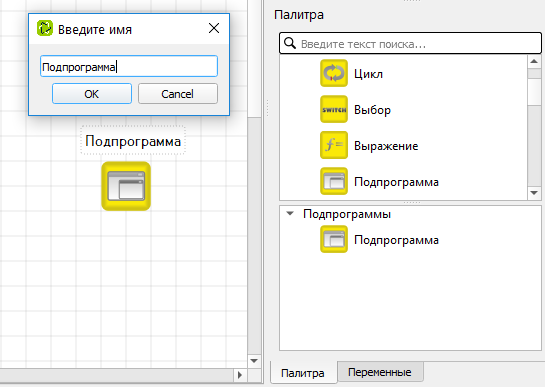 Введите имя
Подпрограмма
OK
Cancel
Подпрограмма
Палитра
Введите текст поиска...
Цикл
SWITCH
Выбор
f=
Выражение
Подпрограмма
Подпрограммы
Подпрограмма
Палитра
Переменные